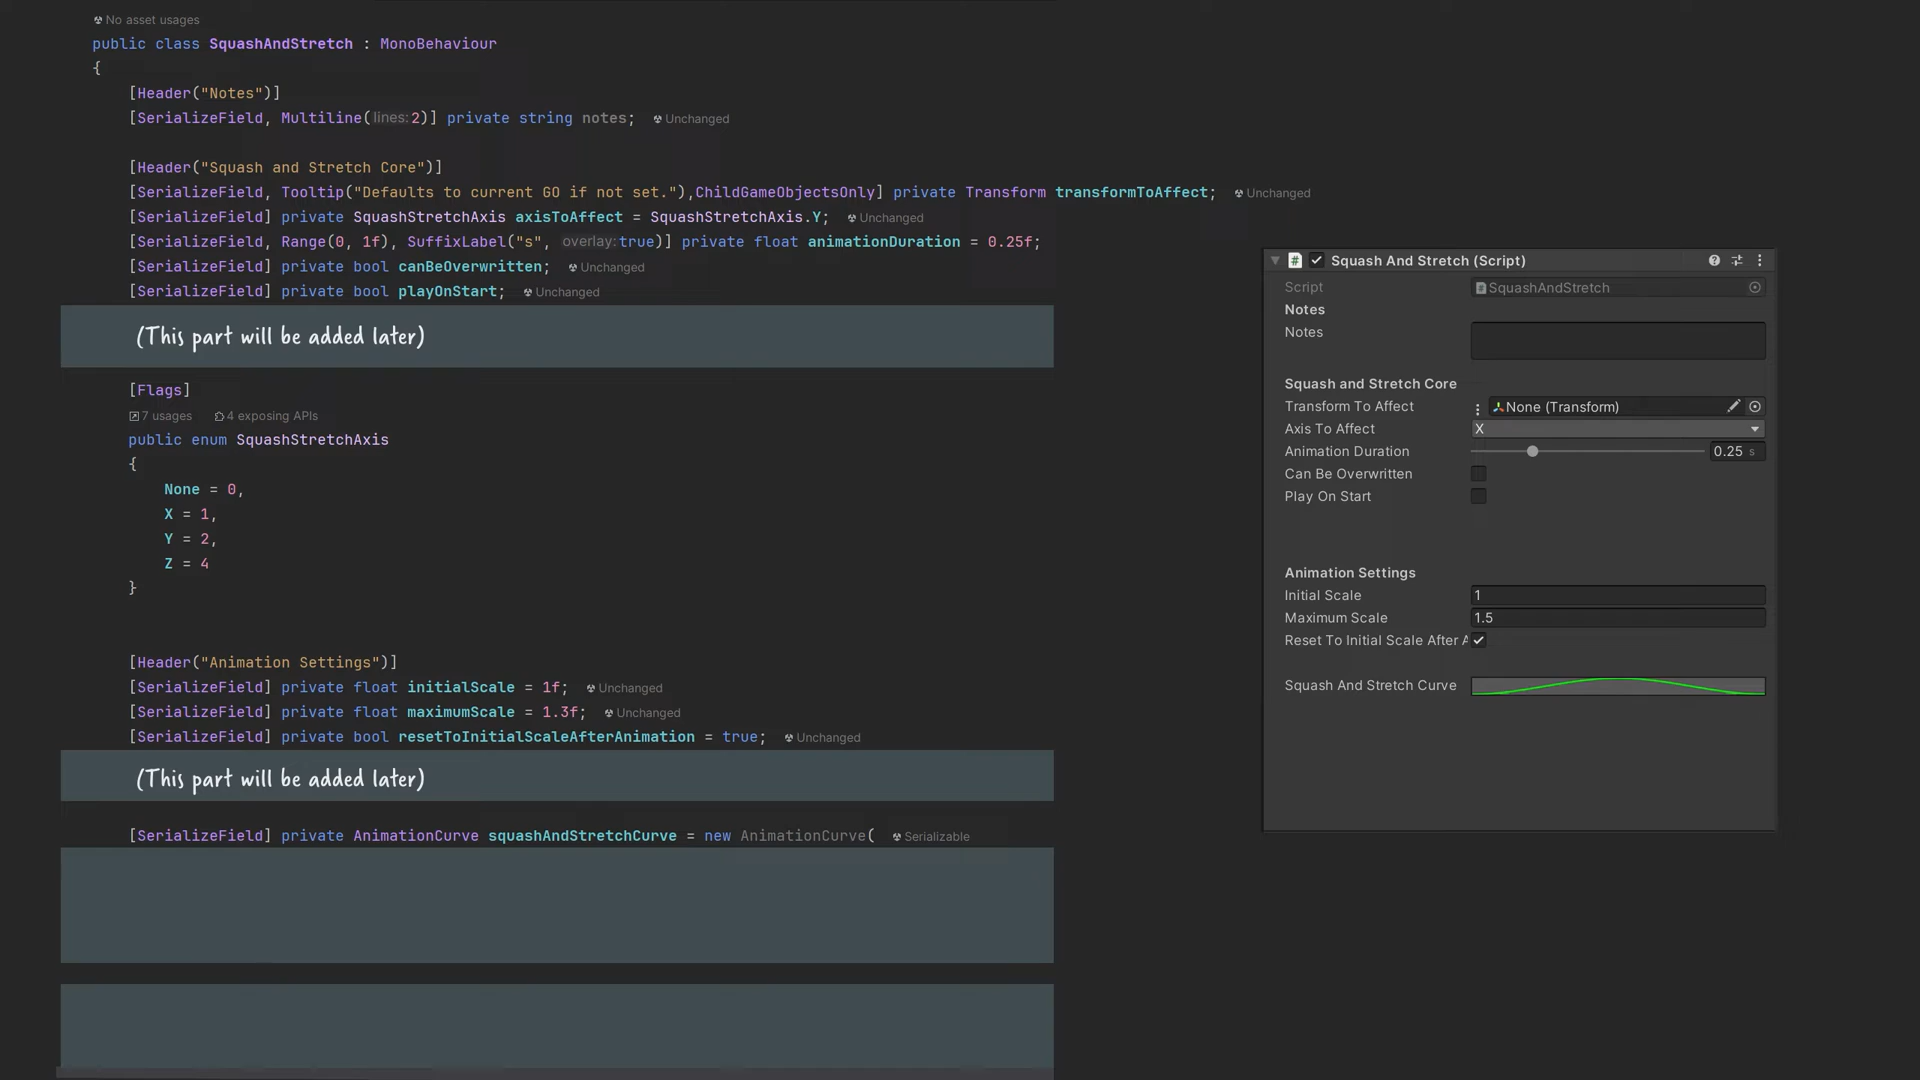 No asset usages
public class SquashAndStretch : MonoBehaviour
{
[Header("Notes")]
[SerializeField, Multiline(lines:2)] private string notes; Unchanged
[Header("Squash and Stretch Core")]
[SerializeField, Tooltip("Defaults to current GO if not set."),ChildGameObjectsOnly] private Transform transformToAffect; Unchanged
[SerializeField] private SquashStretchAxis axisToAffect = SquashStretchAxis.Y; Unchanged
[SerializeField, Range(0, 1f), SuffixLabel("s", overlay:true)] private float animationDuration = 0.25f;
[SerializeField] private bool canBeOverwritten; Unchanged
[SerializeField] private bool playOnStart; Unchanged
(This part will be added later)
[Flags]
7 usages 4 exposing APIs
public enum SquashStretchAxis
{
None = 0,
X = 1,
Y = 2,
Z = 4
}
[Header("Animation Settings")]
[SerializeField] private float initialScale = 1f; Unchanged
[SerializeField] private float maximumScale = 1.3f; Unchanged
[SerializeField] private bool resetToInitialScaleAfterAnimation = true; Unchanged
(This part will be added later)
[SerializeField] private AnimationCurve squashAndStretchCurve = new AnimationCurve( Serializable
# Squash And Stretch (Script)
Script # SquashAndStretch
Notes
Notes
Squash and Stretch Core
Transform To Affect None (Transform)
Axis To Affect X
Animation Duration 0.25 s
Can Be Overwritten
Play On Start
Animation Settings
Initial Scale 1
Maximum Scale 1.5
Reset To Initial Scale After A
Squash And Stretch Curve